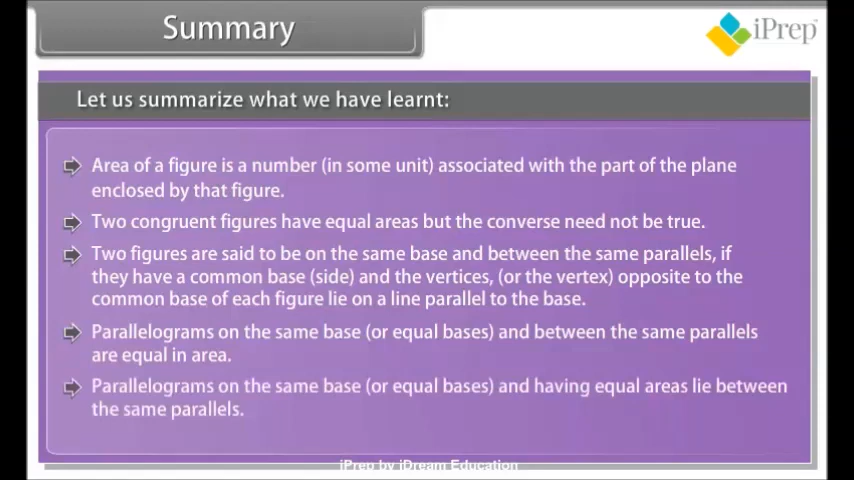 Summary
iPrep™
Let us summarize what we have learnt:
Area of a figure is a number (in some unit) associated with the part of the plane
enclosed by that figure.
Two congruent figures have equal areas but the converse need not be true.
Two figures are said to be on the same base and between the same parallels, if
they have a common base (side) and the vertices, (or the vertex) opposite to the
common base of each figure lie on a line parallel to the base.
Parallelograms on the same base (or equal bases) and between the same parallels
are equal in area.
Parallelograms on the same base (or equal bases) and having equal areas lie between
the same parallels.
iPrep by iDream Education